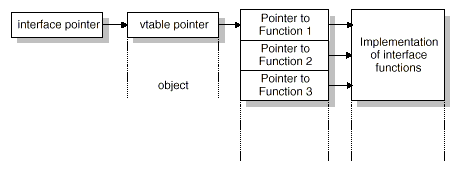 interface pointer
vtable pointer
object
Pointer to
Function 1
Pointer to
Function 2
Pointer to
Function 3
Implementation
of interface
functions